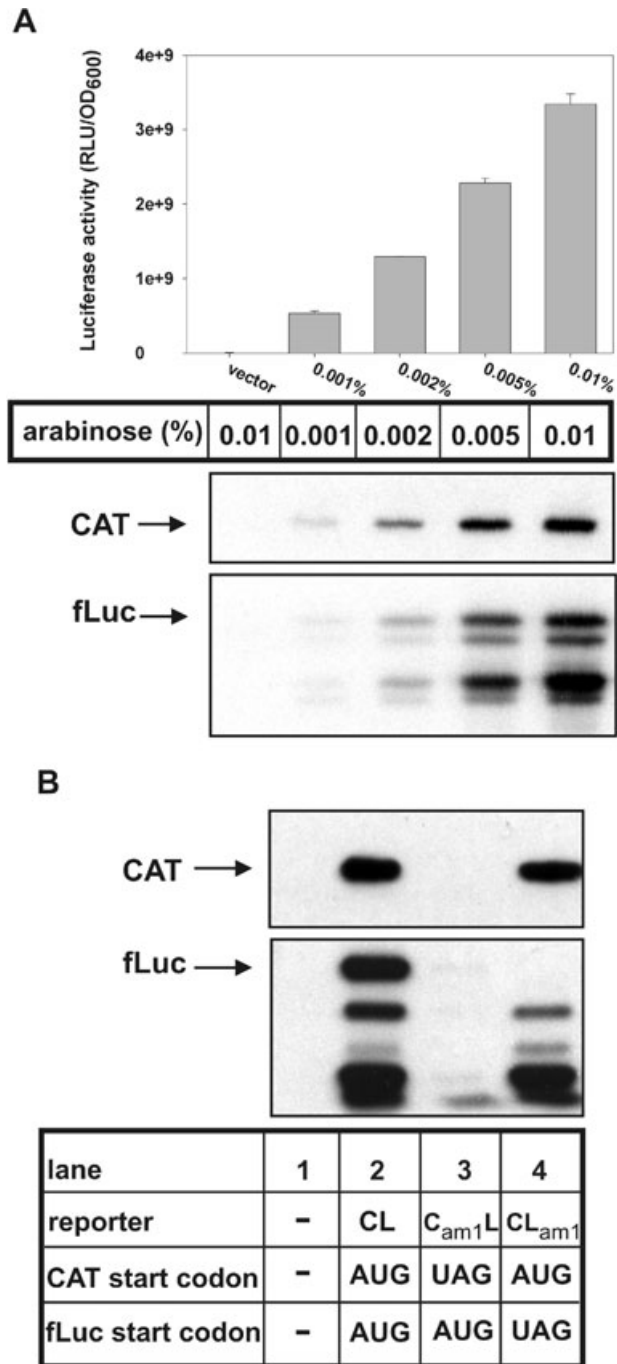 A
Luciferase activity (RLU/OD600)
4e+9
3e+9
2e+9
1e+9
0
vector 0.001% 0.002% 0.005% 0.01%
arabinose (%) 0.01 0.001 0.002 0.005 0.01
CAT →
fLuc →
B
CAT →
fLuc →
lane 1 2 3 4
reporter – CL Cam1L CLam1
CAT start codon – AUG UAG AUG
fLuc start codon – AUG AUG UAG